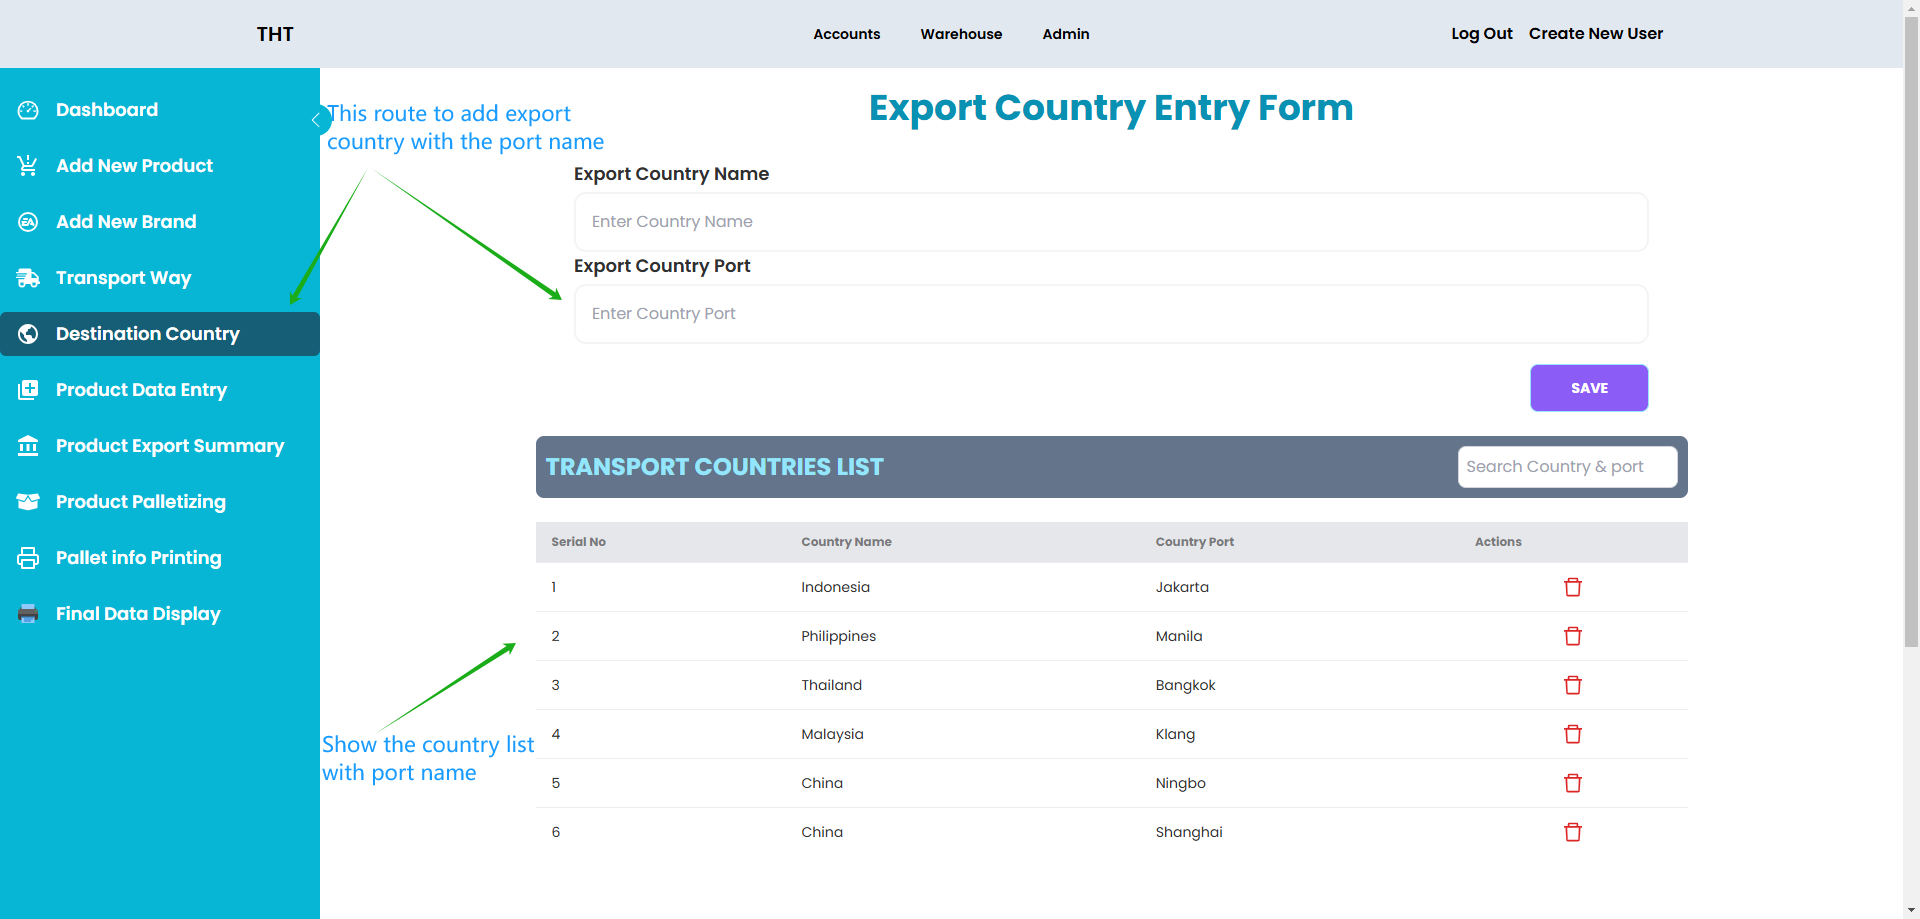 THT
Accounts Warehouse Admin
Log Out Create New User
Dashboard
Add New Product
Add New Brand
Transport Way
Destination Country
Product Data Entry
Product Export Summary
Product Palletizing
Pallet info Printing
Final Data Display
This route to add export
country with the port name
Export Country Entry Form
Export Country Name
Enter Country Name
Export Country Port
Enter Country Port
SAVE
TRANSPORT COUNTRIES LIST
Search Country & port
Serial No Country Name Country Port Actions
1 Indonesia Jakarta
2 Philippines Manila
3 Thailand Bangkok
4 Malaysia Klang
5 China Ningbo
6 China Shanghai
Show the country list
with port name